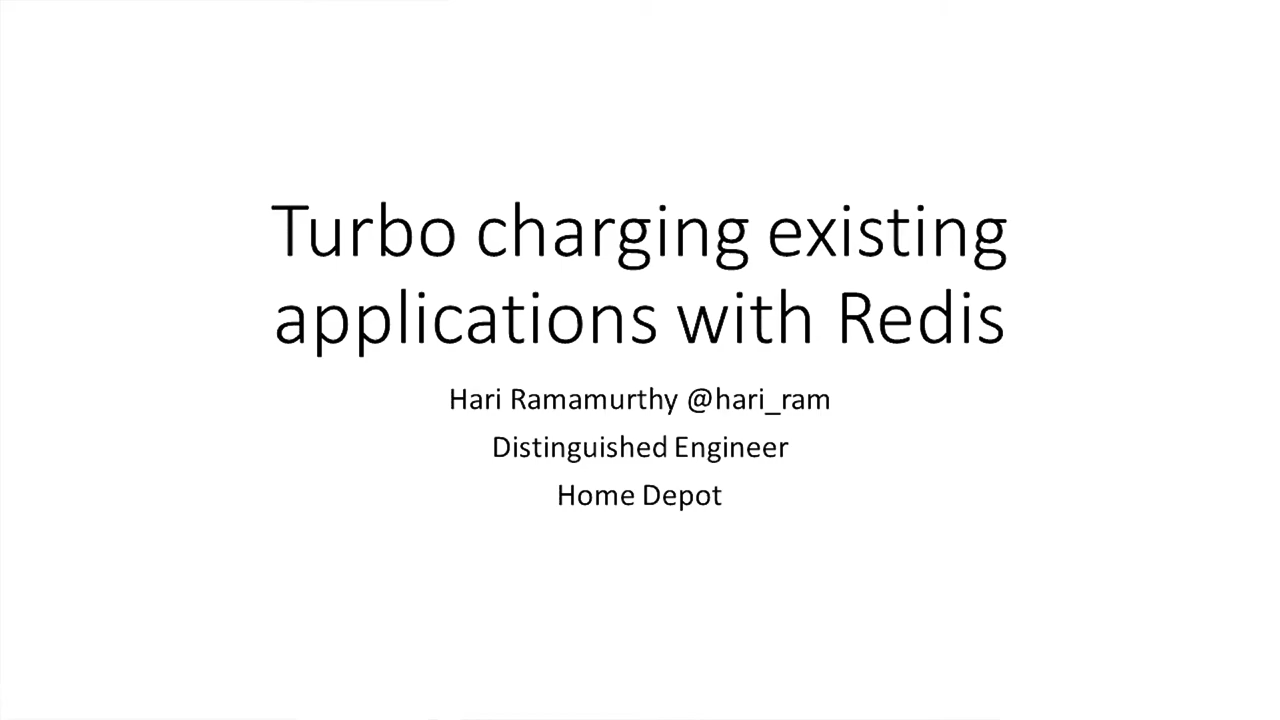 Turbo charging existing
applications with Redis
Hari Ramamurthy @hari_ram
Distinguished Engineer
Home Depot